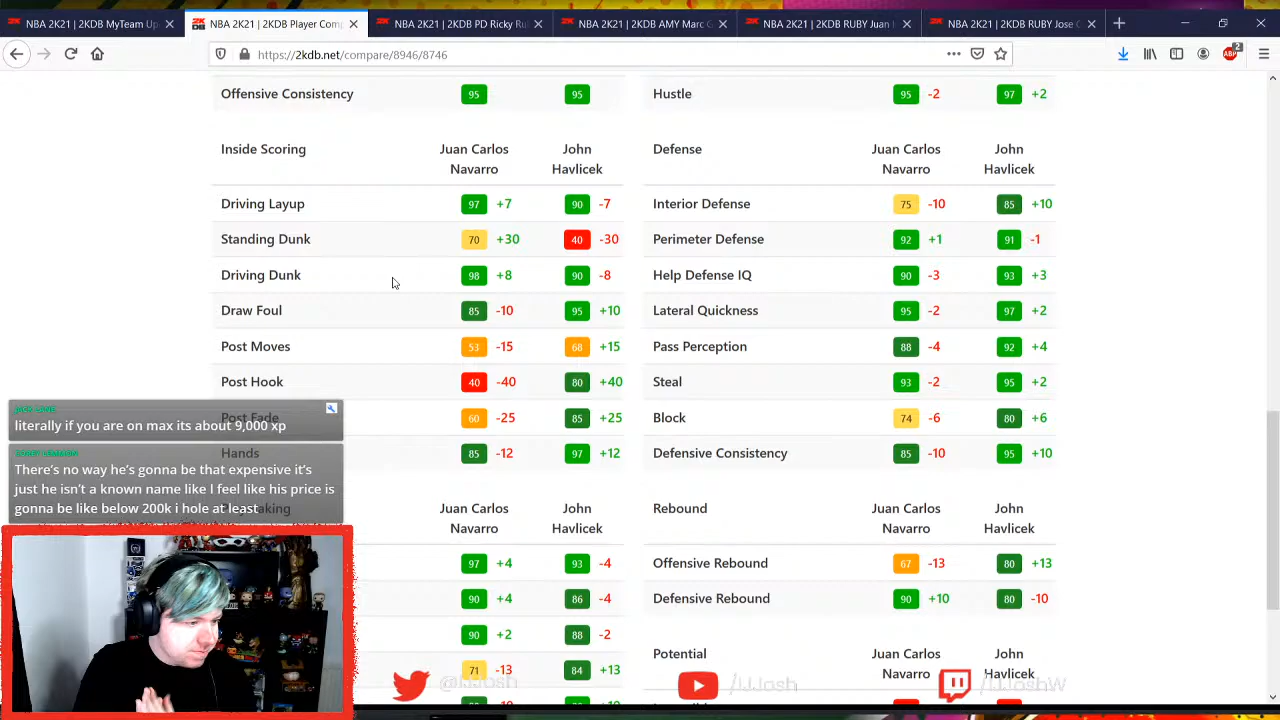 NBA 2K21 | 2KDB MyTeam Up
NBA 2K21 | 2KDB Player Com
NBA 2K21 | 2KDB PD Ricky Ru
NBA 2K21 | 2KDB AMY Marc G
NBA 2K21 | 2KDB RUBY Juan
NBA 2K21 | 2KDB RUBY Jose
https://2kdb.net/compare/8946/8746
ABP 2
Offensive Consistency 95 95
Hustle 95 -2 97 +2
Inside Scoring Juan Carlos Navarro John Havlicek
Defense Juan Carlos Navarro John Havlicek
Driving Layup 97 +7 90 -7
Interior Defense 75 -10 85 +10
Standing Dunk 70 +30 40 -30
Perimeter Defense 92 +1 91 -1
Driving Dunk 98 +8 90 -8
Help Defense IQ 90 -3 93 +3
Draw Foul 85 -10 95 +10
Lateral Quickness 95 -2 97 +2
Post Moves 53 -15 68 +15
Pass Perception 88 -4 92 +4
Post Hook 40 -40 80 +40
Steal 93 -2 95 +2
Post Fade 60 -25 85 +25
Block 74 -6 80 +6
Hands 85 -12 97 +12
Defensive Consistency 85 -10 95 +10
literally if you are on max its about 9,000 xp
There's no way he's gonna be that expensive it's
just he isn't a known name like I feel like his price is
gonna be like below 200k i hole at least
Juan Carlos Navarro John Havlicek
Rebound Juan Carlos Navarro John Havlicek
97 +4 93 -4
Offensive Rebound 67 -13 80 +13
90 +4 86 -4
Defensive Rebound 90 +10 80 -10
90 +2 88 -2
71 -13 84 +13
Potential Juan Carlos Navarro John Havlicek
@IJJosh
/IJJosh
/IJJoshW